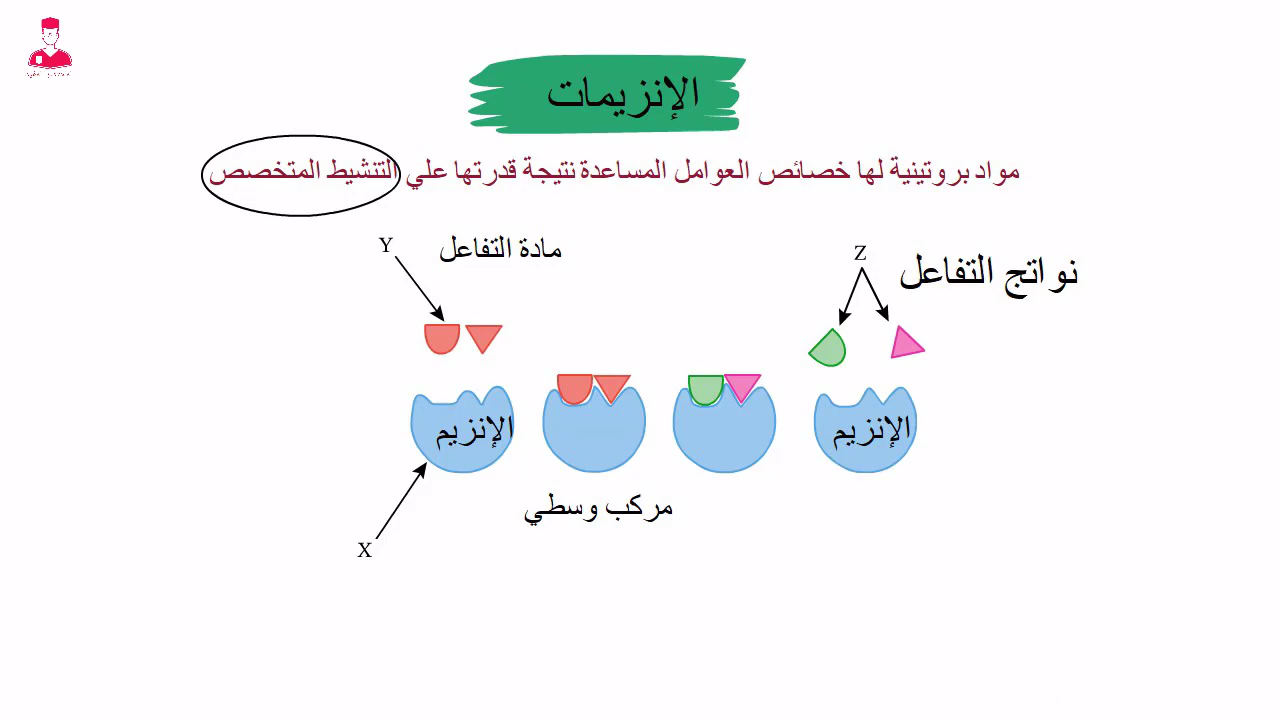 الإنزيمات
مواد بروتينية لها خصائص العوامل المساعدة نتيجة قدرتها علي التنشيط المتخصص
Y
مادة التفاعل
Z
نواتج التفاعل
الإنزيم
الإنزيم
مركب وسطي
X